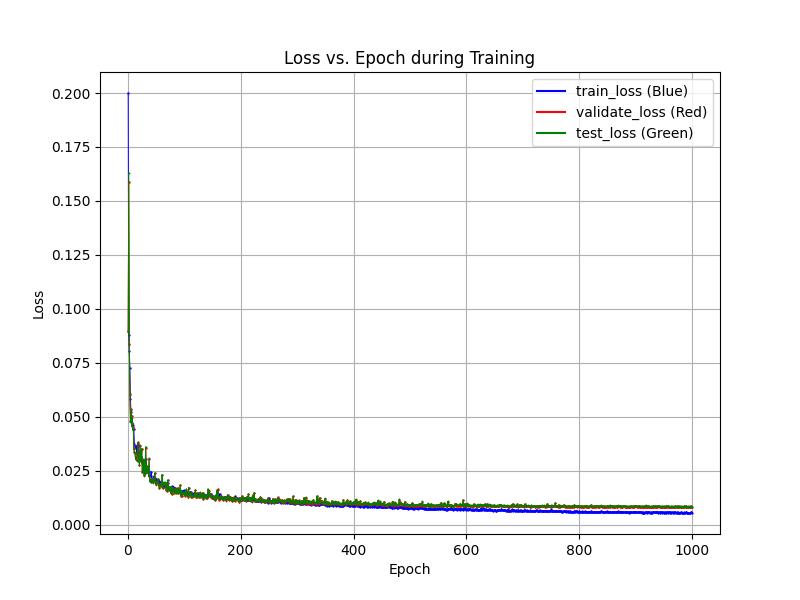 Loss vs. Epoch during Training
train_loss (Blue)
validate_loss (Red)
test_loss (Green)
0.200
0.175
0.150
0.125
0.100
0.075
0.050
0.025
0.000
Loss
0 200 400 600 800 1000
Epoch